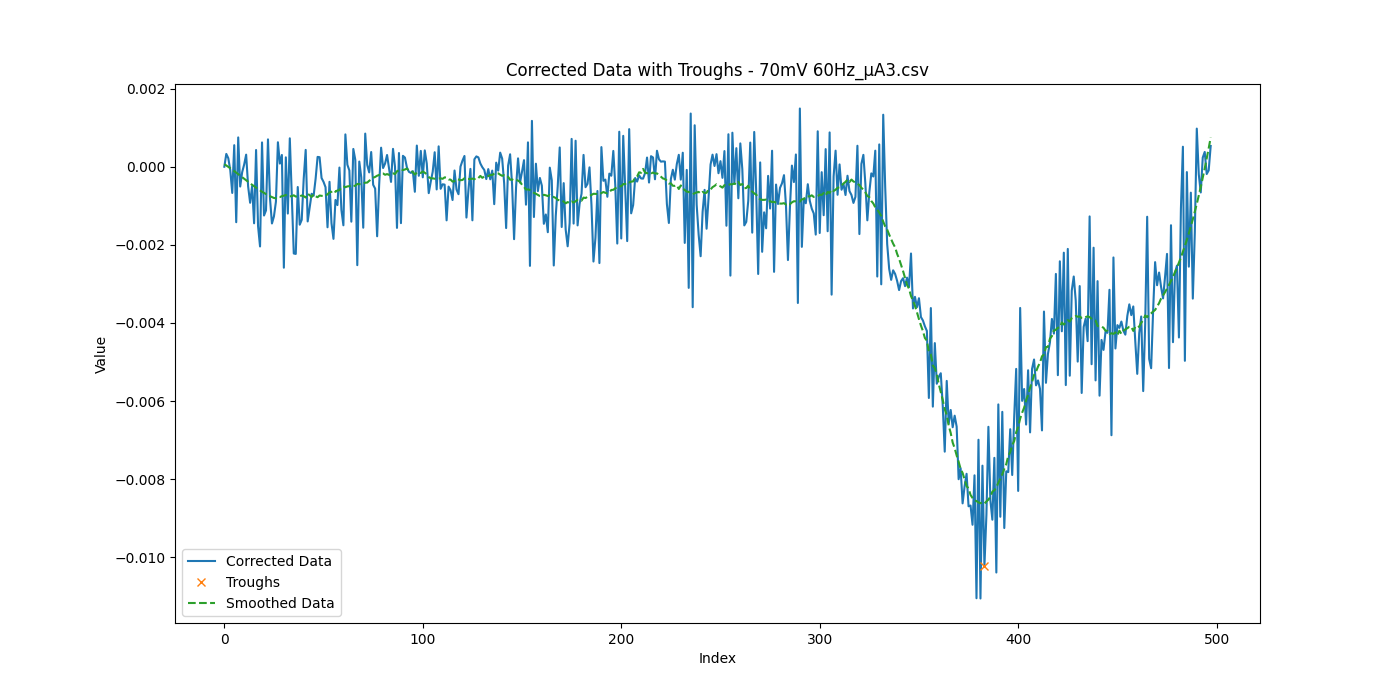 Corrected Data with Troughs - 70mV 60Hz_μA3.csv
0.002
0.000
−0.002
−0.004
−0.006
−0.008
−0.010
Value
Corrected Data
Troughs
Smoothed Data
0 100 200 300 400 500
Index